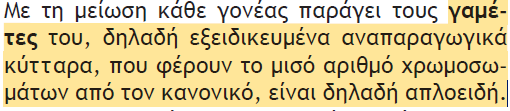 Με τη μείωση κάθε γονέας παράγει τους γαμέ-
τες του, δηλαδή εξειδικευμένα αναπαραγωγικά
κύτταρα, που φέρουν το μισό αριθμό χρωμοσω-
μάτων από τον κανονικό, είναι δηλαδή απλοειδή.